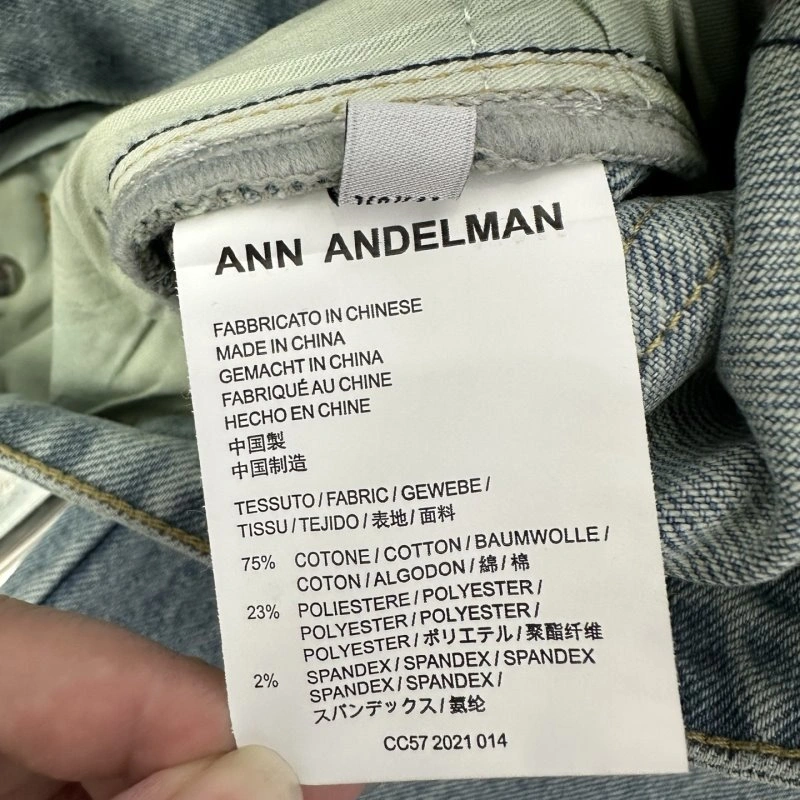 ANN ANDELMAN
FABBRICATO IN CHINESE
MADE IN CHINA
GEMACHT IN CHINA
FABRIQUÉ AU CHINE
HECHO EN CHINE
中国製
中国制造
TESSUTO / FABRIC / GEWEBE /
TISSU / TEJIDO / 表地 / 面料
75% COTONE / COTTON / BAUMWOLLE /
COTON / ALGODON / 綿 / 棉
23% POLIESTERE / POLYESTER /
POLYESTER / POLYESTER /
POLYESTER / ポリエテル / 聚酯纤维
2% SPANDEX / SPANDEX / SPANDEX
SPANDEX / SPANDEX /
スパンデックス / 氨纶
CC57 2021 014